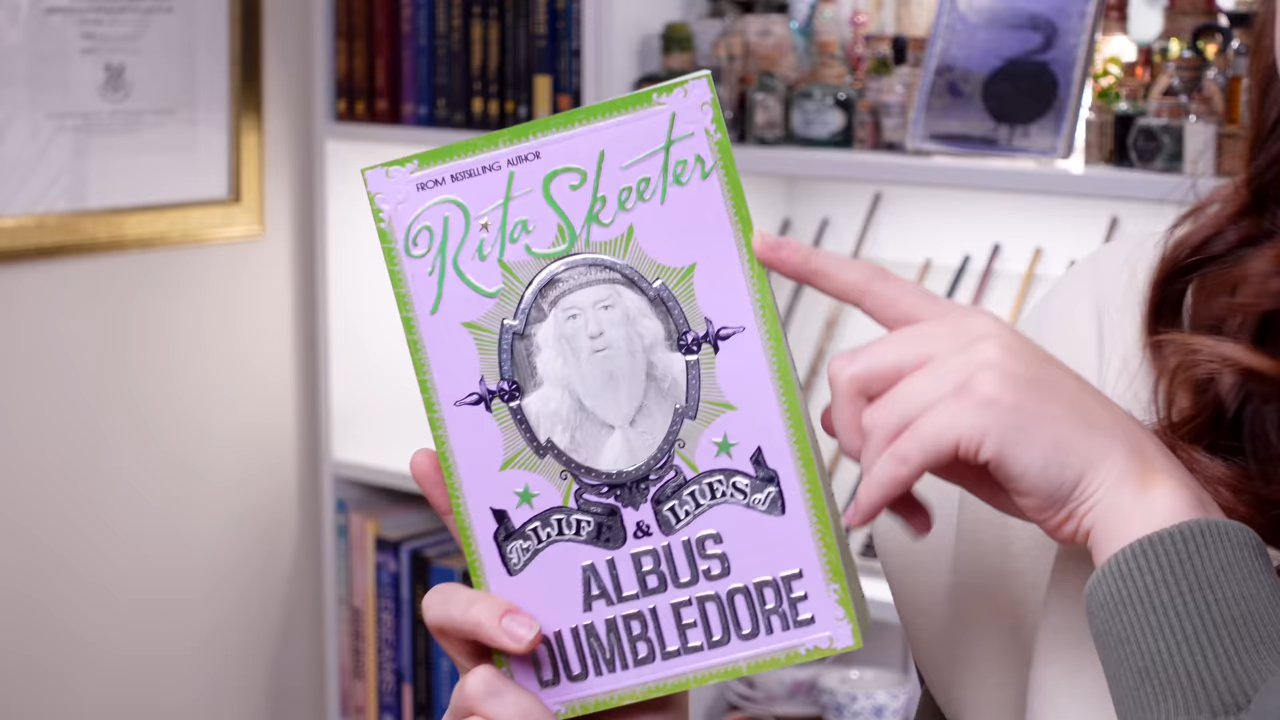 FROM BESTSELLING AUTHOR
Rita Skeeter
The LIFE & LIES of
ALBUS
DUMBLEDORE